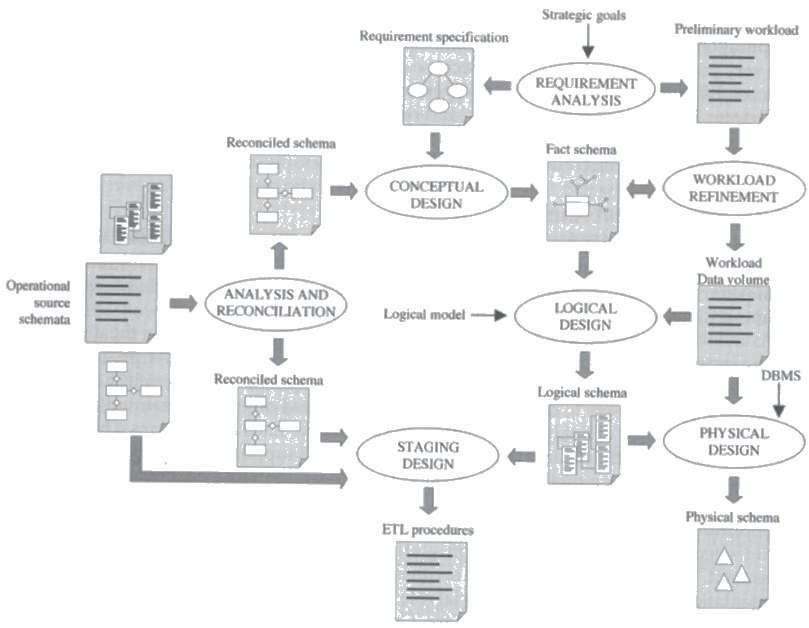 Strategic goals
Requirement specification
Preliminary workload
REQUIREMENT
ANALYSIS
Reconciled schema
Fact schema
CONCEPTUAL
DESIGN
WORKLOAD
REFINEMENT
Operational
source
schemata
ANALYSIS AND
RECONCILIATION
Workload
Data volume
Logical model
LOGICAL
DESIGN
Reconciled schema
Logical schema
DBMS
STAGING
DESIGN
PHYSICAL
DESIGN
ETL procedures
Physical schema